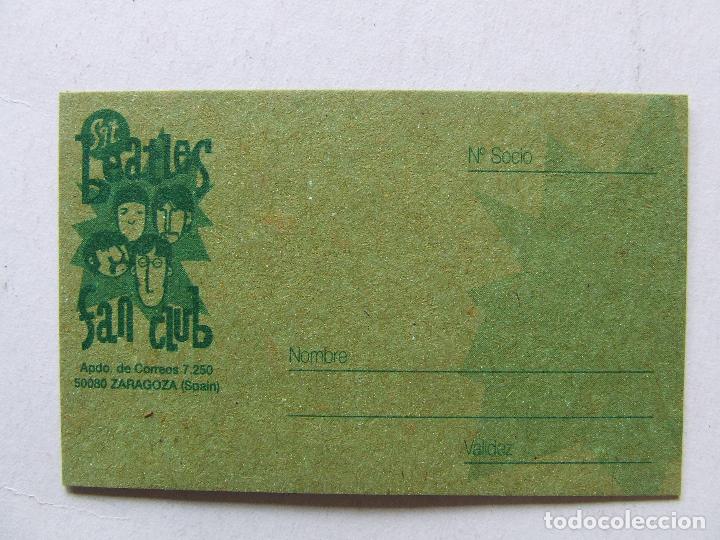 Sgt.
Beatles
fan club
Apdo. de Correos 7.250
50080 ZARAGOZA (Spain)
Nº Socio
Nombre
Validez
todocoleccion